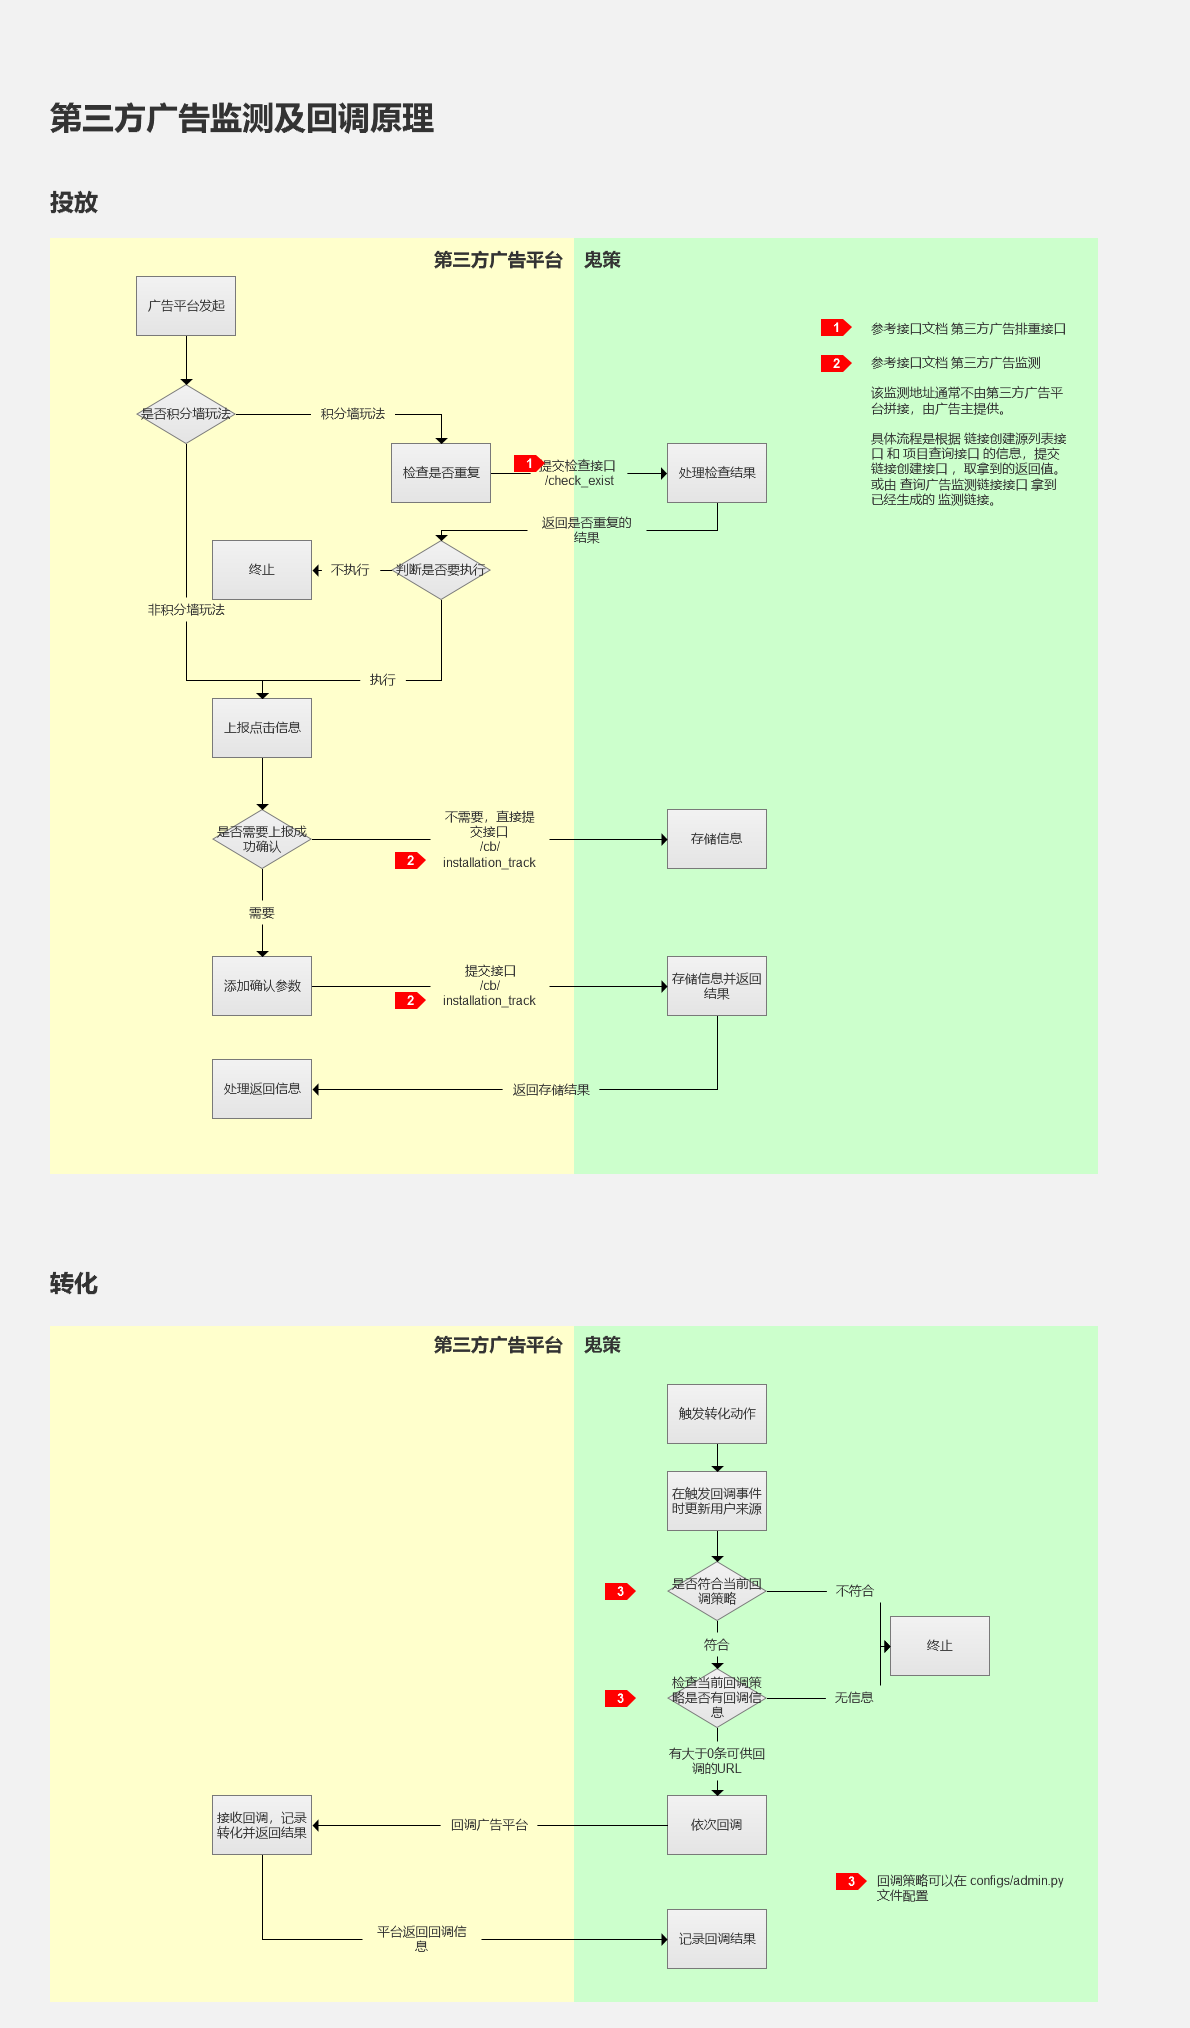 第三方广告监测及回调原理
投放
第三方广告平台
鬼策
广告平台发起
1
参考接口文档 第三方广告排重接口
2
参考接口文档 第三方广告监测
该监测地址通常不由第三方广告平
台拼接，由广告主提供。
具体流程是根据 链接创建源列表接
口 和 项目查询接口 的信息，提交
链接创建接口 ，取拿到的返回值。
或由 查询广告监测链接接口 拿到
已经生成的 监测链接。
是否积分墙玩法
积分墙玩法
检查是否重复
1
提交检查接口
/check_exist
处理检查结果
返回是否重复的
结果
终止
不执行
判断是否要执行
非积分墙玩法
执行
上报点击信息
是否需要上报成
功确认
不需要，直接提
交接口
/cb/
installation_track
2
存储信息
需要
添加确认参数
提交接口
/cb/
installation_track
2
存储信息并返回
结果
处理返回信息
返回存储结果
转化
第三方广告平台
鬼策
触发转化动作
在触发回调事件
时更新用户来源
3
是否符合当前回
调策略
不符合
终止
符合
3
检查当前回调策
略是否有回调信
息
无信息
有大于0条可供回
调的URL
接收回调，记录
转化并返回结果
回调广告平台
依次回调
3
回调策略可以在 configs/admin.py
文件配置
平台返回回调信
息
记录回调结果